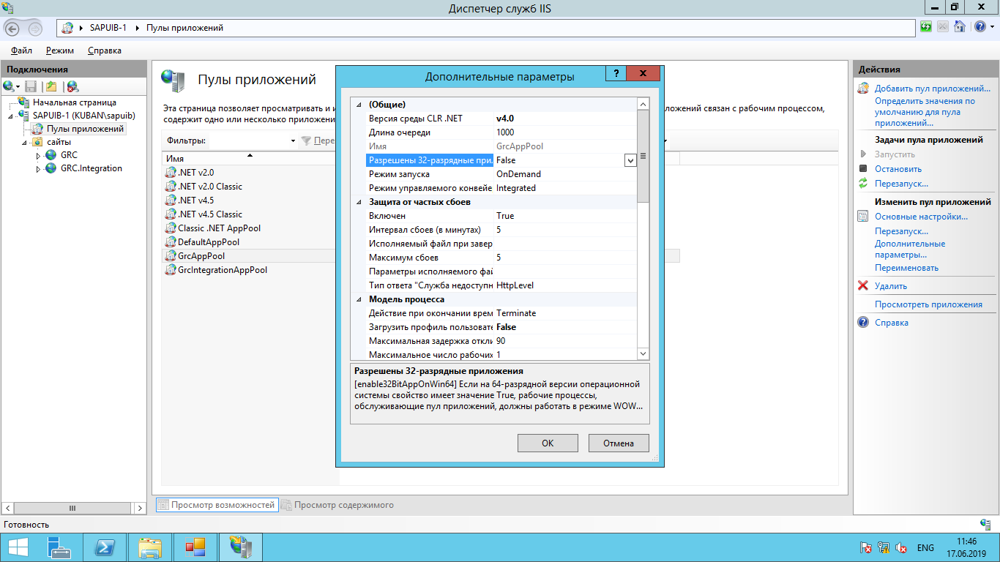 Диспетчер служб IIS
SAPUIB-1
Пулы приложений
Файл Режим Справка
Подключения
Начальная страница
SAPUIB-1 (KUBAN\sapuib)
Пулы приложений
сайты
GRC
GRC.Integration
Пулы приложений
Эта страница позволяет просматривать и
содержит одно или несколько приложени
ложений связан с рабочим процессом,
Фильтры:
Пере
Имя
.NET v2.0
.NET v2.0 Classic
.NET v4.5
.NET v4.5 Classic
Classic .NET AppPool
DefaultAppPool
GrcAppPool
GrcIntegrationAppPool
Просмотр возможностей
Просмотр содержимого
Дополнительные параметры
?
(Общие)
Версия среды CLR .NET v4.0
Длина очереди 1000
Имя GrcAppPool
Разрешены 32-разрядные при. False
Режим запуска OnDemand
Режим управляемого конвейе Integrated
Защита от частых сбоев
Включен True
Интервал сбоев (в минутах) 5
Исполняемый файл при завер
Максимум сбоев 5
Параметры исполняемого фай
Тип ответа "Служба недоступн HttpLevel
Модель процесса
Действие при окончании врем Terminate
Загрузить профиль пользовате False
Максимальная задержка откли 90
Максимальное число рабочих 1
Разрешены 32-разрядные приложения
[enable32BitAppOnWin64] Если на 64-разрядной версии операционной
системы свойство имеет значение True, рабочие процессы,
обслуживающие пул приложений, должны работать в режиме WOW...
ОК
Отмена
Действия
Добавить пул приложений...
Определить значения по
умолчанию для пула
приложений...
Задачи пула приложений
Запустить
Остановить
Перезапуск...
Изменить пул приложений
Основные настройки...
Перезапуск...
Дополнительные
параметры...
Переименовать
Удалить
Просмотреть приложения
Справка
Готовность
ENG
11:46
17.06.2019